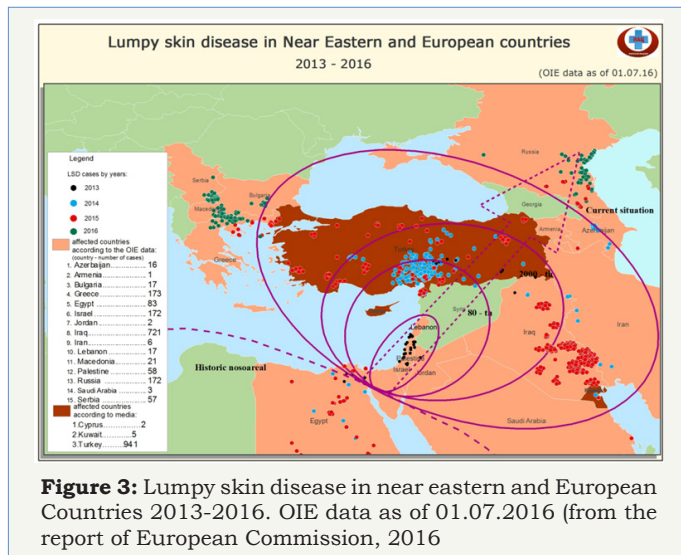 Lumpy skin disease in Near Eastern and European countries
2013 - 2016
(OIE data as of 01.07.16)
Legend
LSD cases by years:
2013
2014
2015
2016
affected countries
according to the OIE data:
(country - number of cases)
1. Azerbaijan 16
2. Armenia 1
3. Bulgaria 17
4. Greece 173
5. Egypt 83
6. Israel 172
7. Jordan 2
8. Iraq 721
9. Iran 6
10. Lebanon 17
11. Macedonia 21
12. Palestine 58
13. Russia 172
14. Saudi Arabia 3
15. Serbia 57
affected countries
according to media:
1.Cyprus 2
2.Kuwait 5
3.Turkey 941
Serbia
Bulgaria
Greece
Russia
Georgia
Armenia
Azerbaijan
Current situation
2000 -
80 - ta
Lebanon
Palestine
Israel
Jordan
Iraq
Iran
Historic nosoareal
Egypt
Saudi Arabia
Figure 3: Lumpy skin disease in near eastern and European
Countries 2013-2016. OIE data as of 01.07.2016 (from the
report of European Commission, 2016